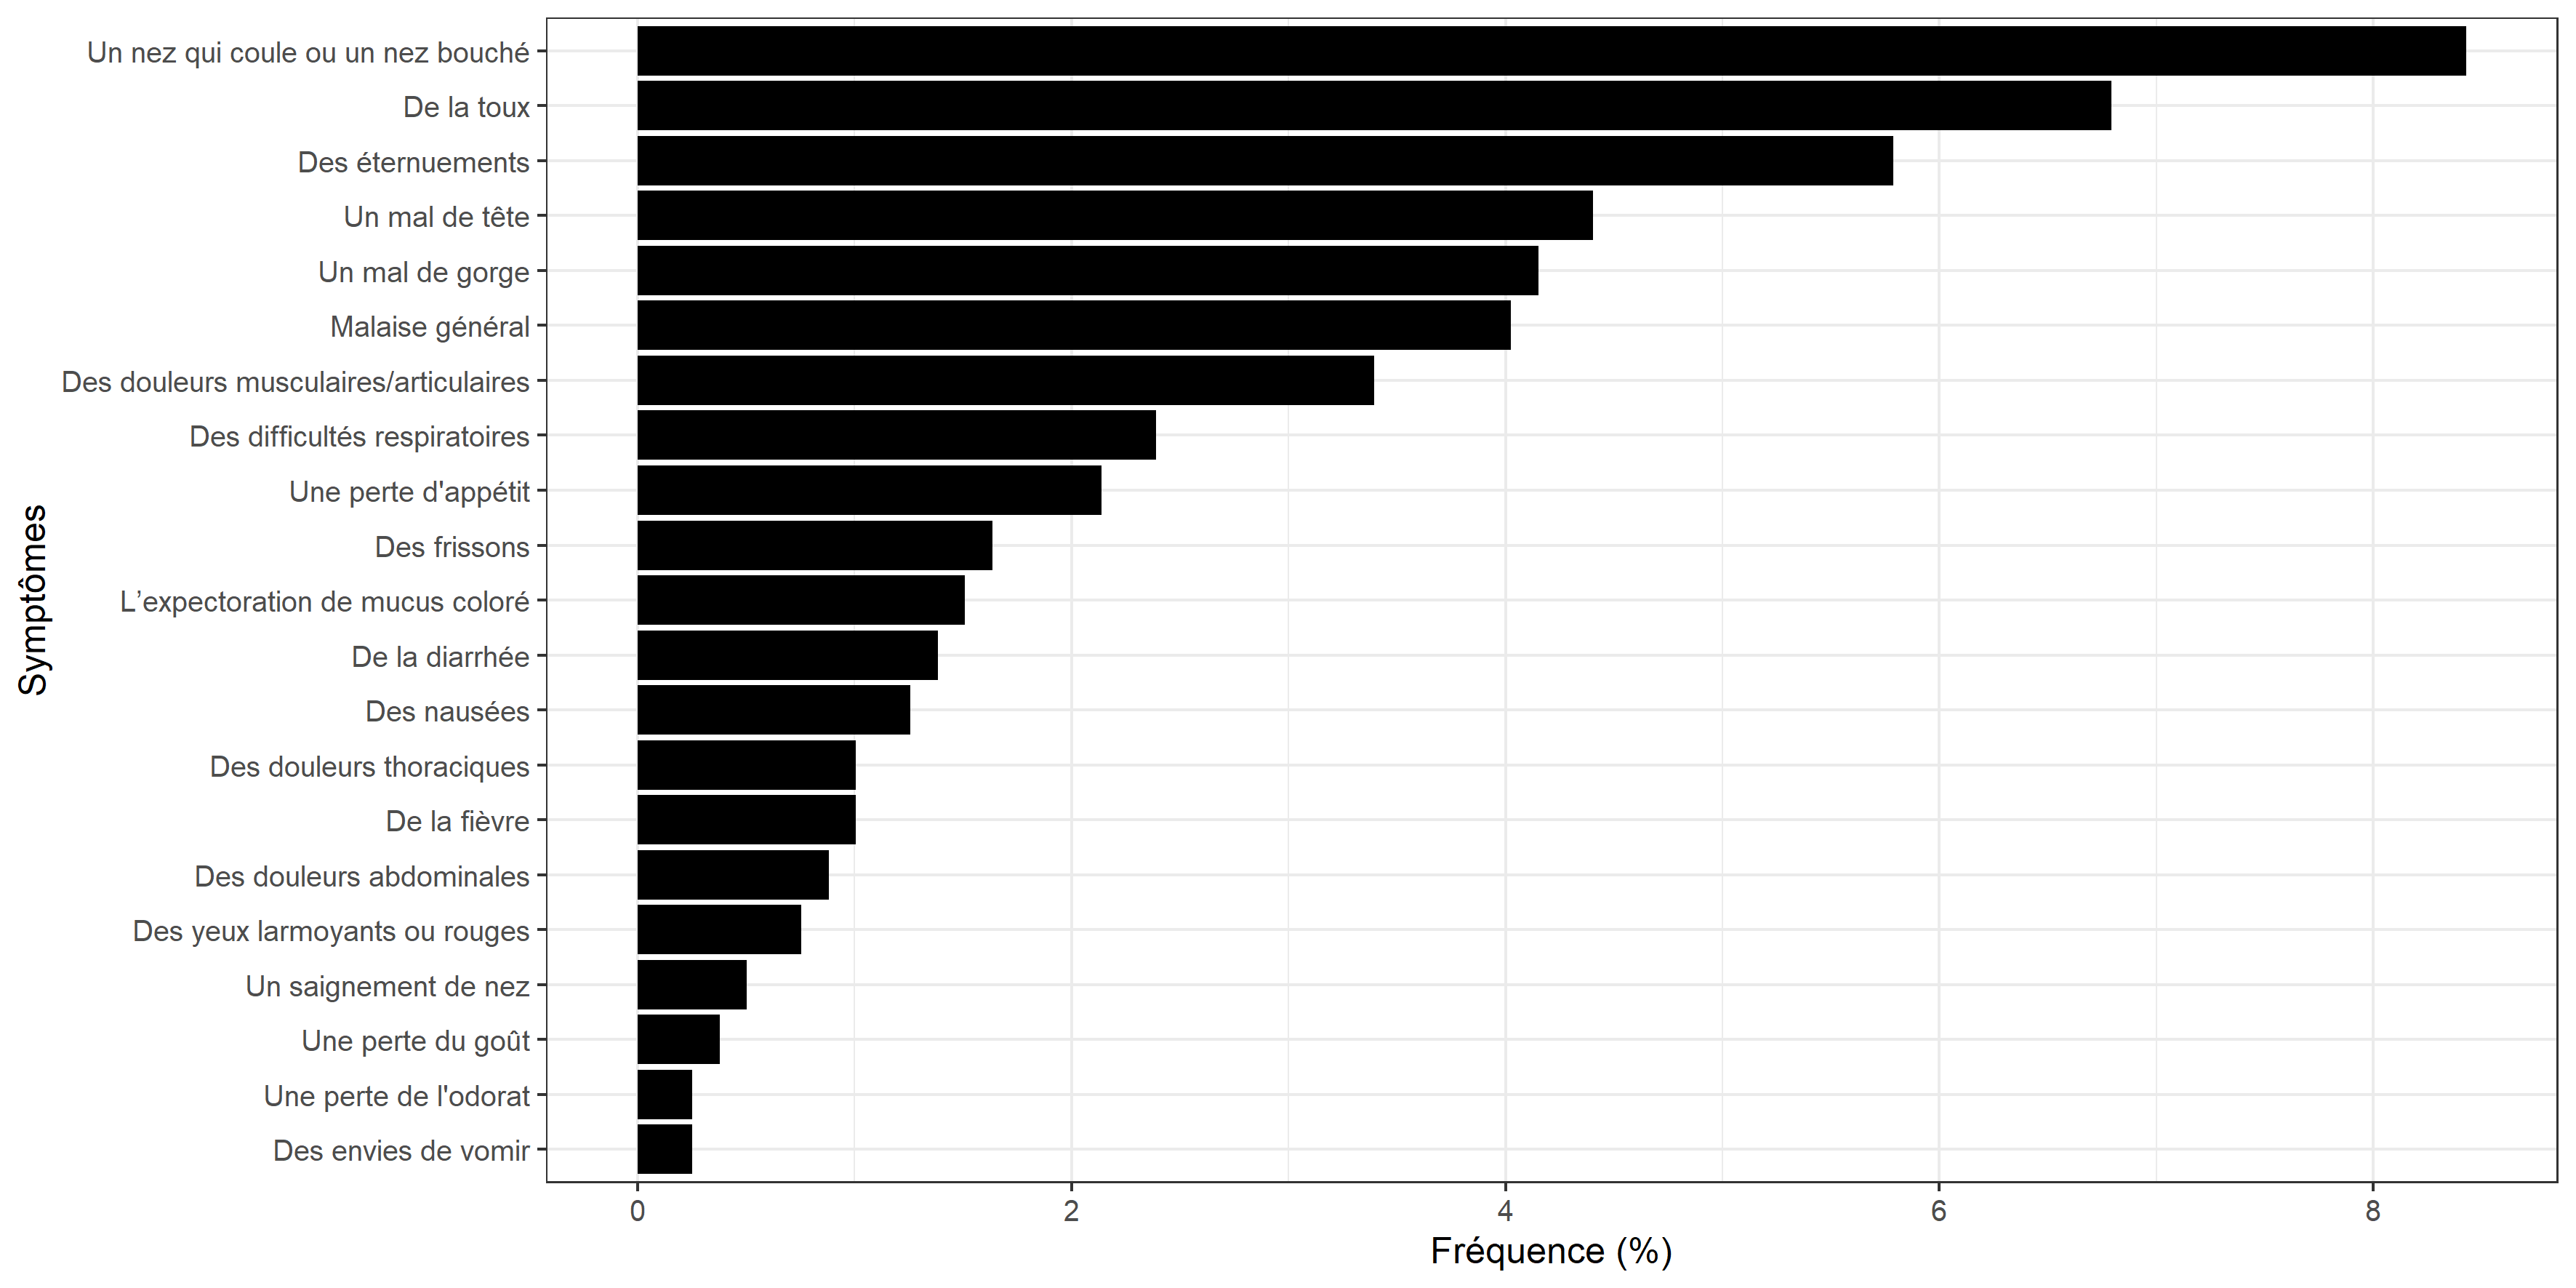 Un nez qui coule ou un nez bouché
De la toux
Des éternuements
Un mal de tête
Un mal de gorge
Malaise général
Des douleurs musculaires/articulaires
Des difficultés respiratoires
Une perte d'appétit
Des frissons
L’expectoration de mucus coloré
De la diarrhée
Des nausées
Des douleurs thoraciques
De la fièvre
Des douleurs abdominales
Des yeux larmoyants ou rouges
Un saignement de nez
Une perte du goût
Une perte de l'odorat
Des envies de vomir
Symptômes
0 2 4 6 8
Fréquence (%)